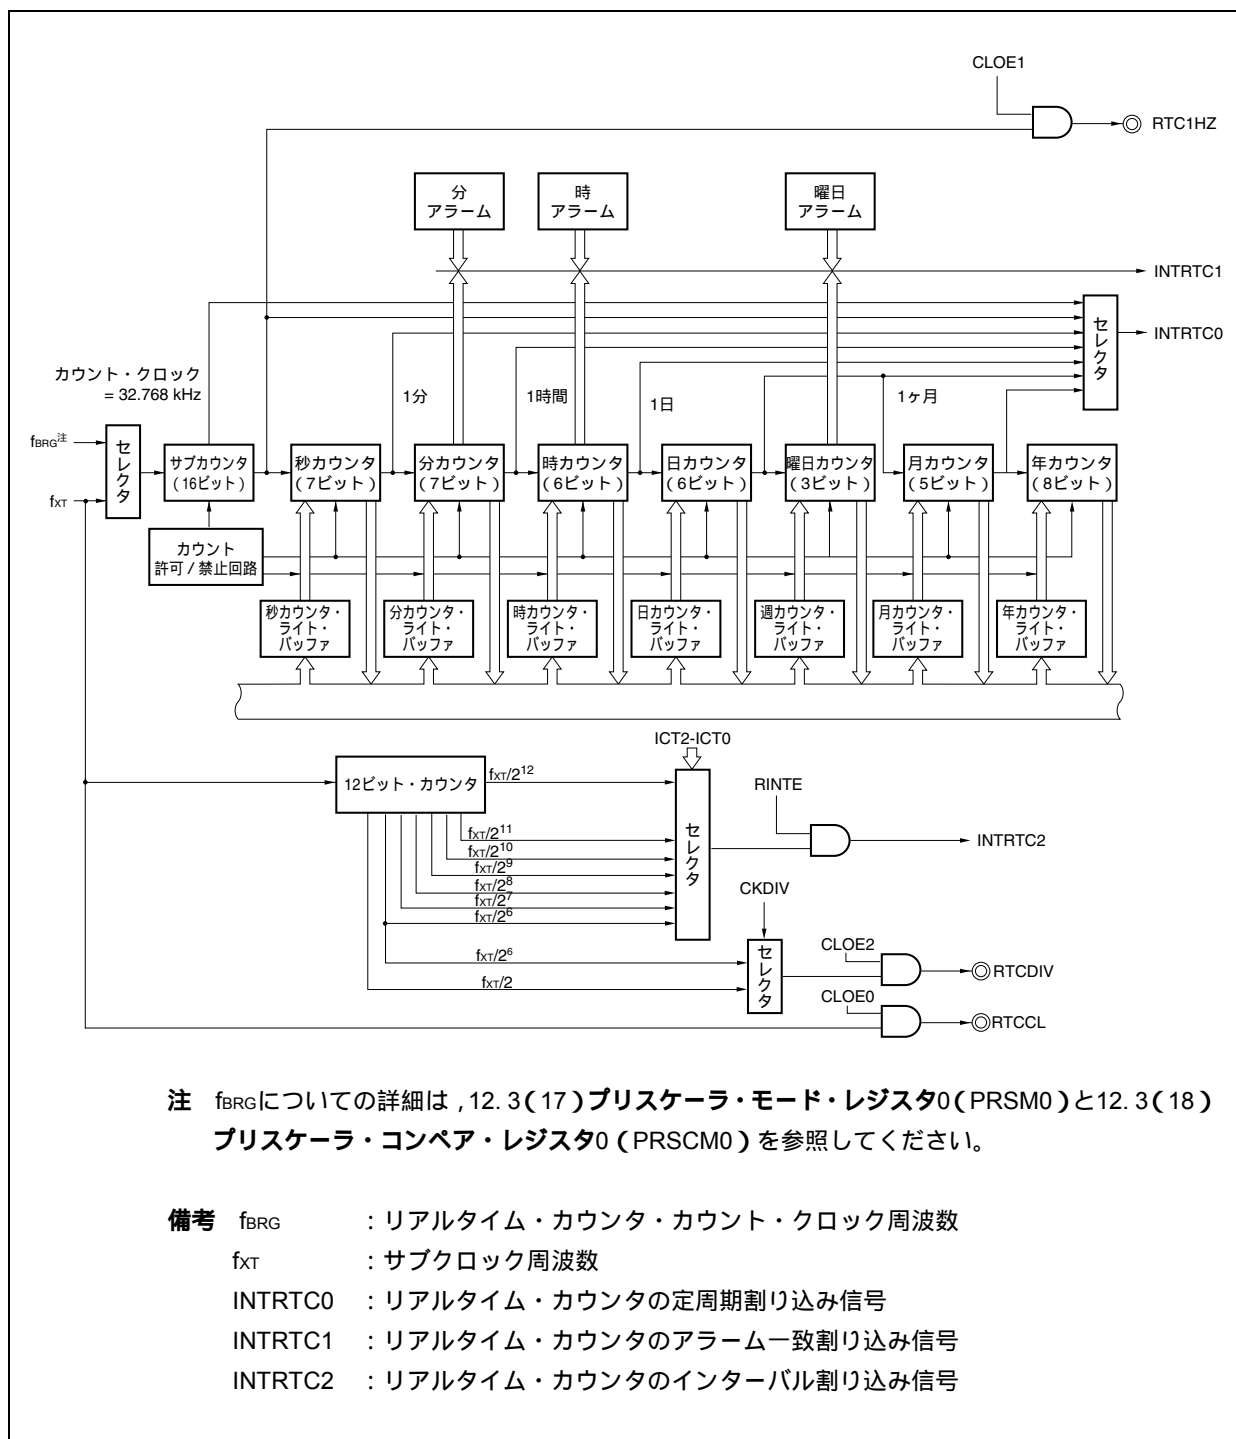 CLOE1
RTC1HZ
分
アラーム
時
アラーム
曜日
アラーム
INTRTC1
セレクタ
INTRTC0
カウント・クロック
= 32.768 kHz
1分
1時間
1日
1ヶ月
fBRG注
fXT
セレクタ
サブカウンタ
(16ビット)
秒カウンタ
(7ビット)
分カウンタ
(7ビット)
時カウンタ
(6ビット)
日カウンタ
(6ビット)
曜日カウンタ
(3ビット)
月カウンタ
(5ビット)
年カウンタ
(8ビット)
カウント
許可/禁止回路
秒カウンタ・
ライト・
バッファ
分カウンタ・
ライト・
バッファ
時カウンタ・
ライト・
バッファ
日カウンタ・
ライト・
バッファ
週カウンタ・
ライト・
バッファ
月カウンタ・
ライト・
バッファ
年カウンタ・
ライト・
バッファ
ICT2-ICT0
12ビット・カウンタ
fXT/2^12
fXT/2^11
fXT/2^10
fXT/2^9
fXT/2^8
fXT/2^7
fXT/2^6
セレクタ
RINTE
INTRTC2
CKDIV
fXT/2^6
fXT/2
セレクタ
CLOE2
RTCDIV
CLOE0
RTCCL
注 fBRGについての詳細は,12.3(17)プリスケーラ・モード・レジスタ0(PRSM0)と12.3(18)
プリスケーラ・コンペア・レジスタ0(PRSCM0)を参照してください。
備考 fBRG :リアルタイム・カウンタ・カウント・クロック周波数
fXT :サブクロック周波数
INTRTC0 :リアルタイム・カウンタの定周期割り込み信号
INTRTC1 :リアルタイム・カウンタのアラーム一致割り込み信号
INTRTC2 :リアルタイム・カウンタのインターバル割り込み信号